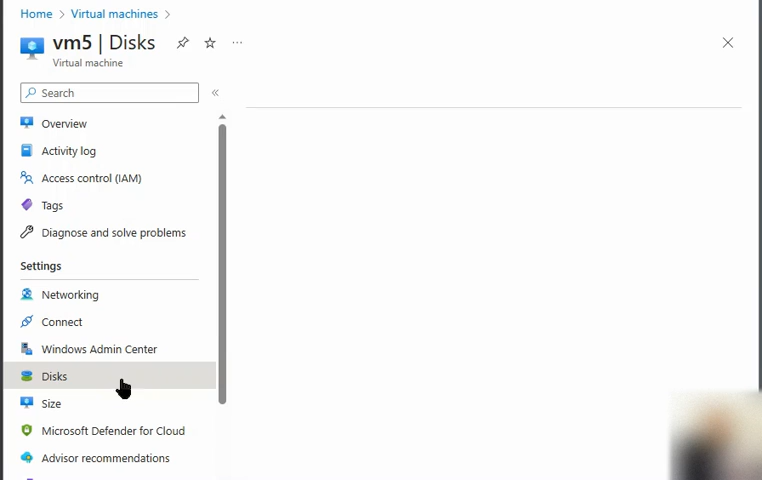 Home > Virtual machines >
vm5 | Disks
Virtual machine
Search
Overview
Activity log
Access control (IAM)
Tags
Diagnose and solve problems
Settings
Networking
Connect
Windows Admin Center
Disks
Size
Microsoft Defender for Cloud
Advisor recommendations